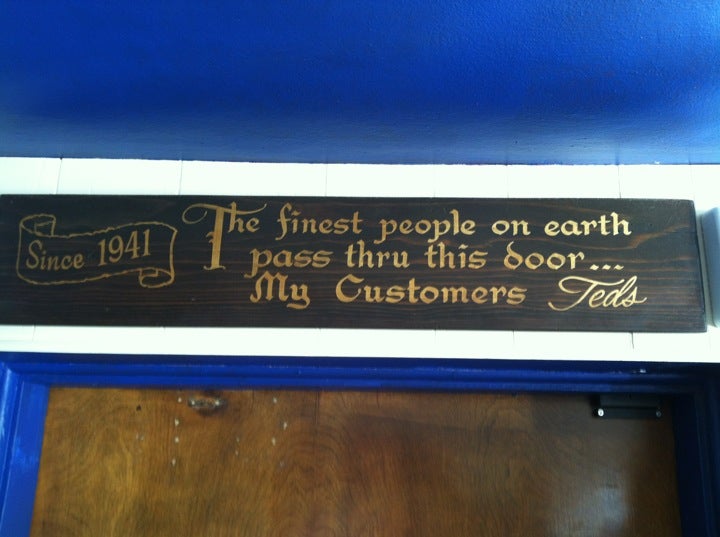 Since 1941
The finest people on earth
pass thru this door...
My Customers Teds